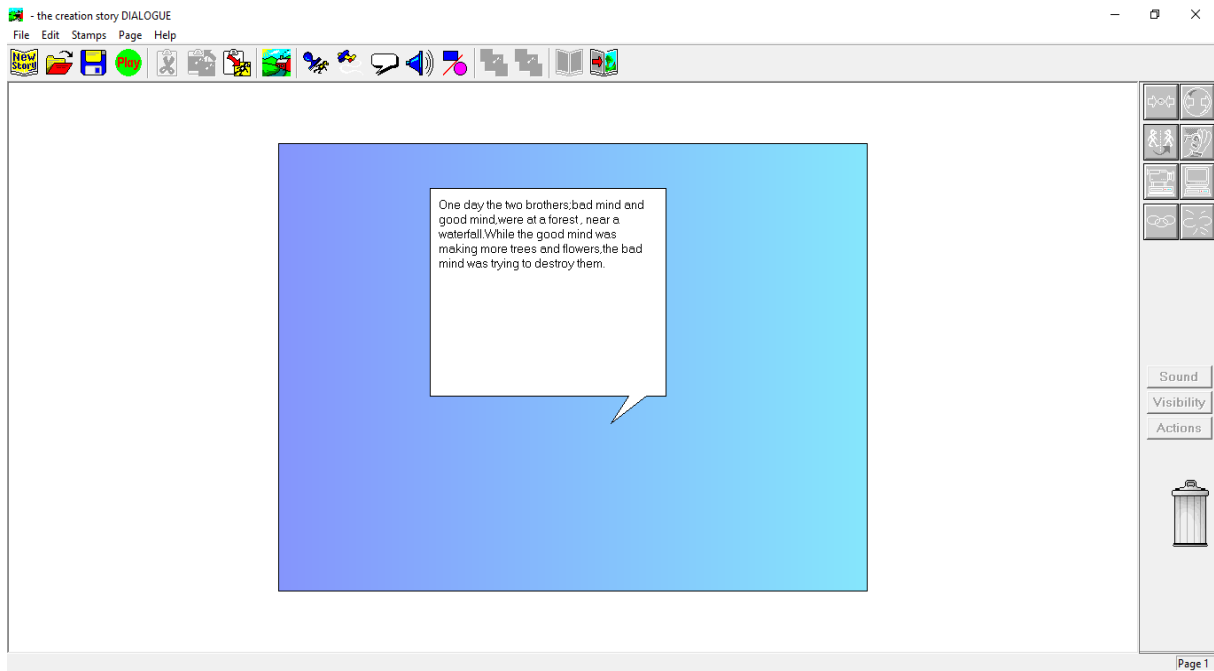 - the creation story DIALOGUE
File Edit Stamps Page Help
New Story Play
One day the two brothers;bad mind and
good mind,were at a forest , near a
waterfall.While the good mind was
making more trees and flowers,the bad
mind was trying to destroy them.
Sound
Visibility
Actions
Page 1